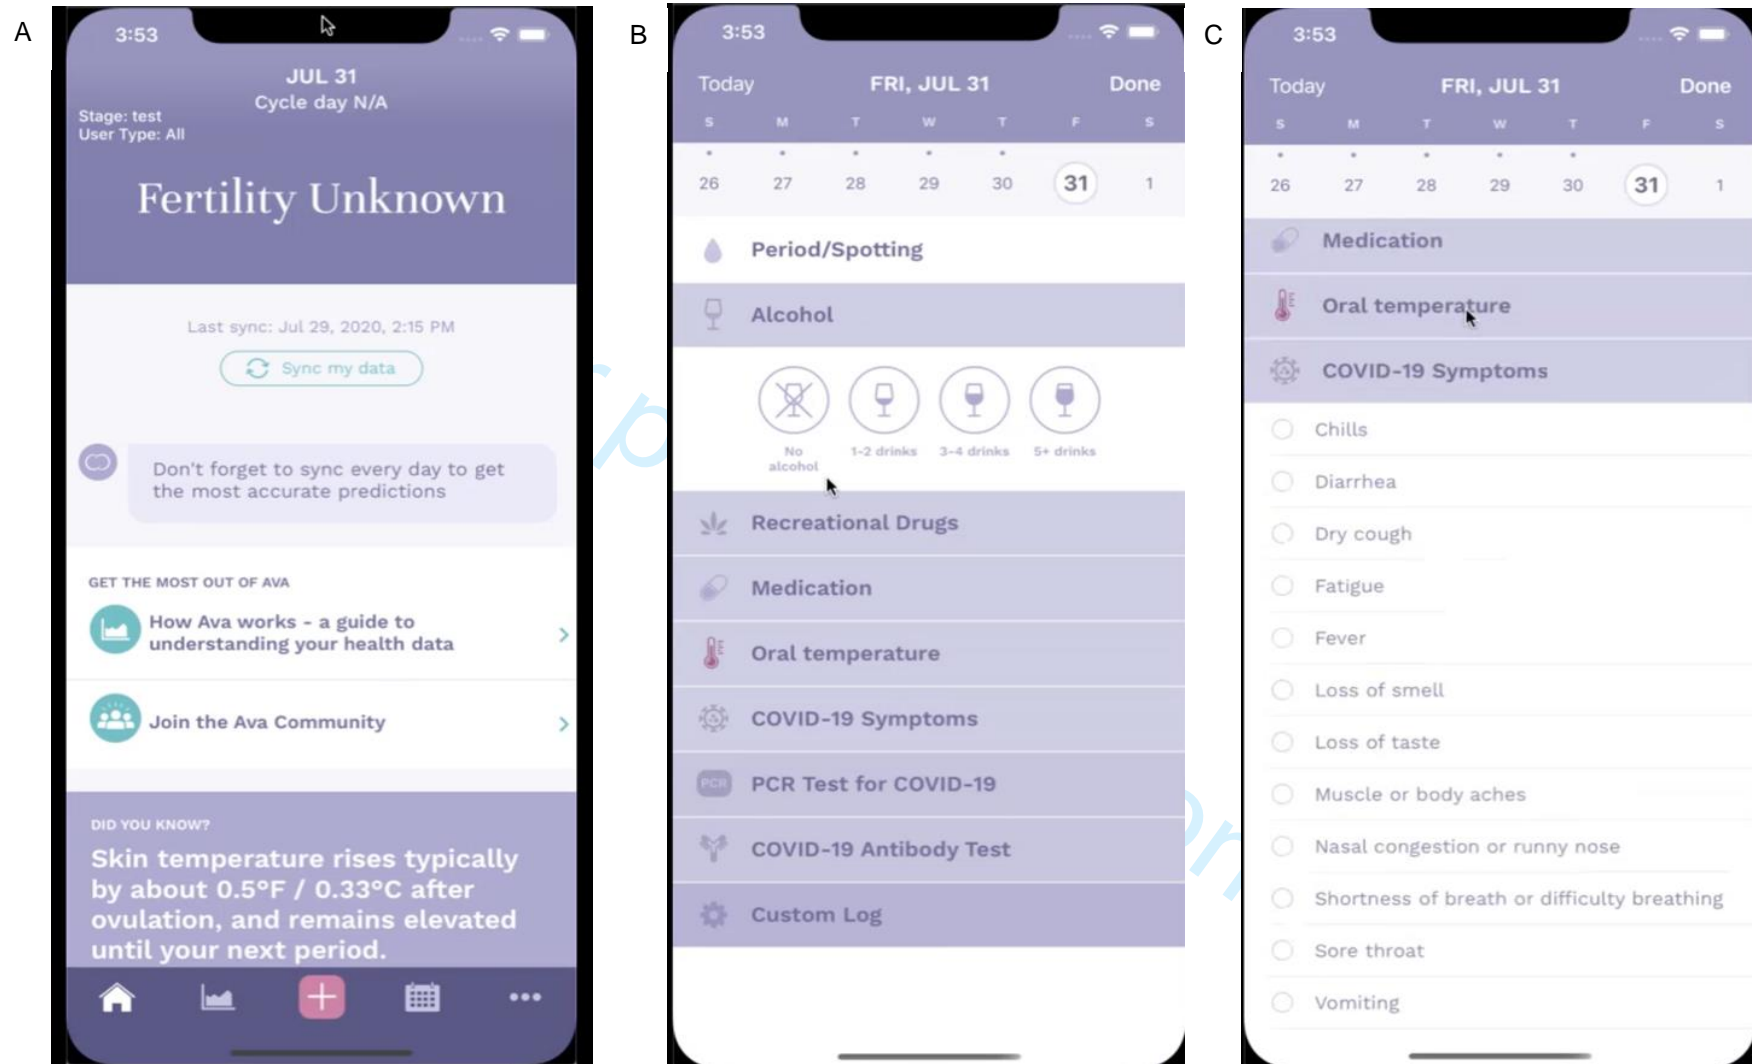 A
3:53
JUL 31
Cycle day N/A
Stage: test
User Type: All
Fertility Unknown
Last sync: Jul 29, 2020, 2:15 PM
Sync my data
Don't forget to sync every day to get
the most accurate predictions
GET THE MOST OUT OF AVA
How Ava works - a guide to
understanding your health data
Join the Ava Community
DID YOU KNOW?
Skin temperature rises typically
by about 0.5°F / 0.33°C after
ovulation, and remains elevated
until your next period.
B
3:53
Today FRI, JUL 31 Done
S M T W T F S
26 27 28 29 30 31 1
Period/Spotting
Alcohol
No
alcohol
1-2 drinks 3-4 drinks 5+ drinks
Recreational Drugs
Medication
Oral temperature
COVID-19 Symptoms
PCR PCR Test for COVID-19
COVID-19 Antibody Test
Custom Log
C
3:53
Today FRI, JUL 31 Done
S M T W T F S
26 27 28 29 30 31 1
Medication
Oral temperature
COVID-19 Symptoms
Chills
Diarrhea
Dry cough
Fatigue
Fever
Loss of smell
Loss of taste
Muscle or body aches
Nasal congestion or runny nose
Shortness of breath or difficulty breathing
Sore throat
Vomiting